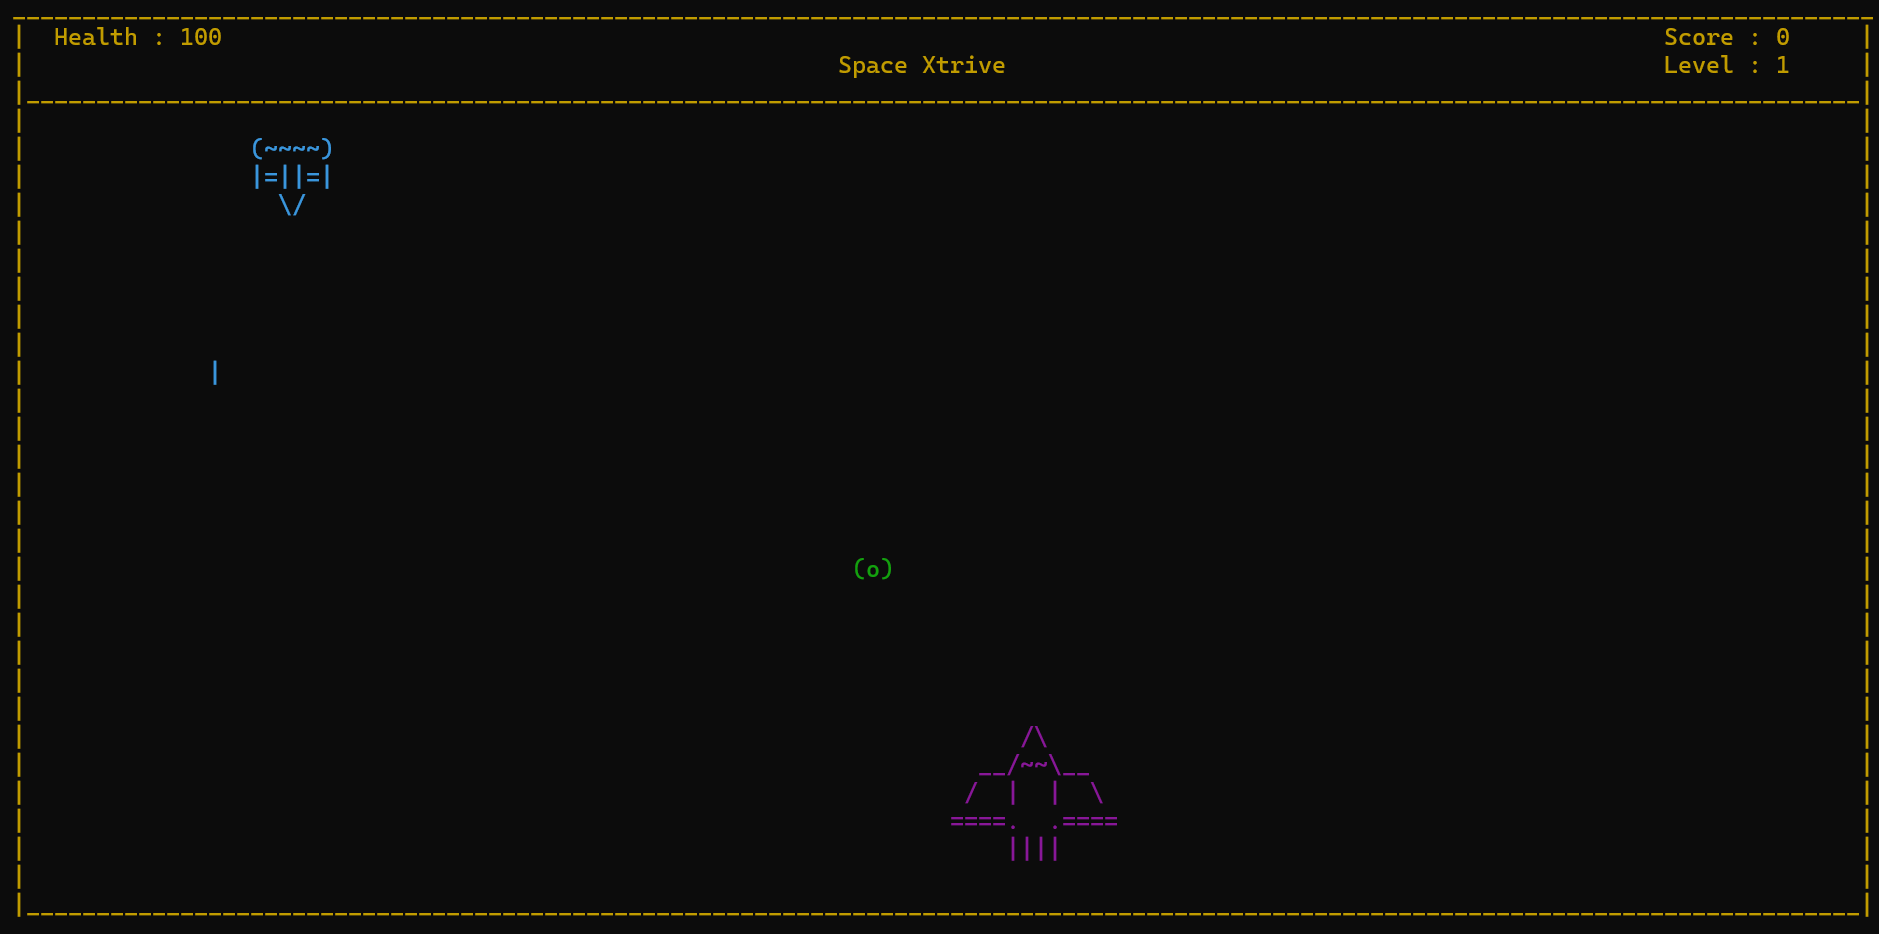 Health : 100
Score : 0
Space Xtrive
Level : 1
(o)